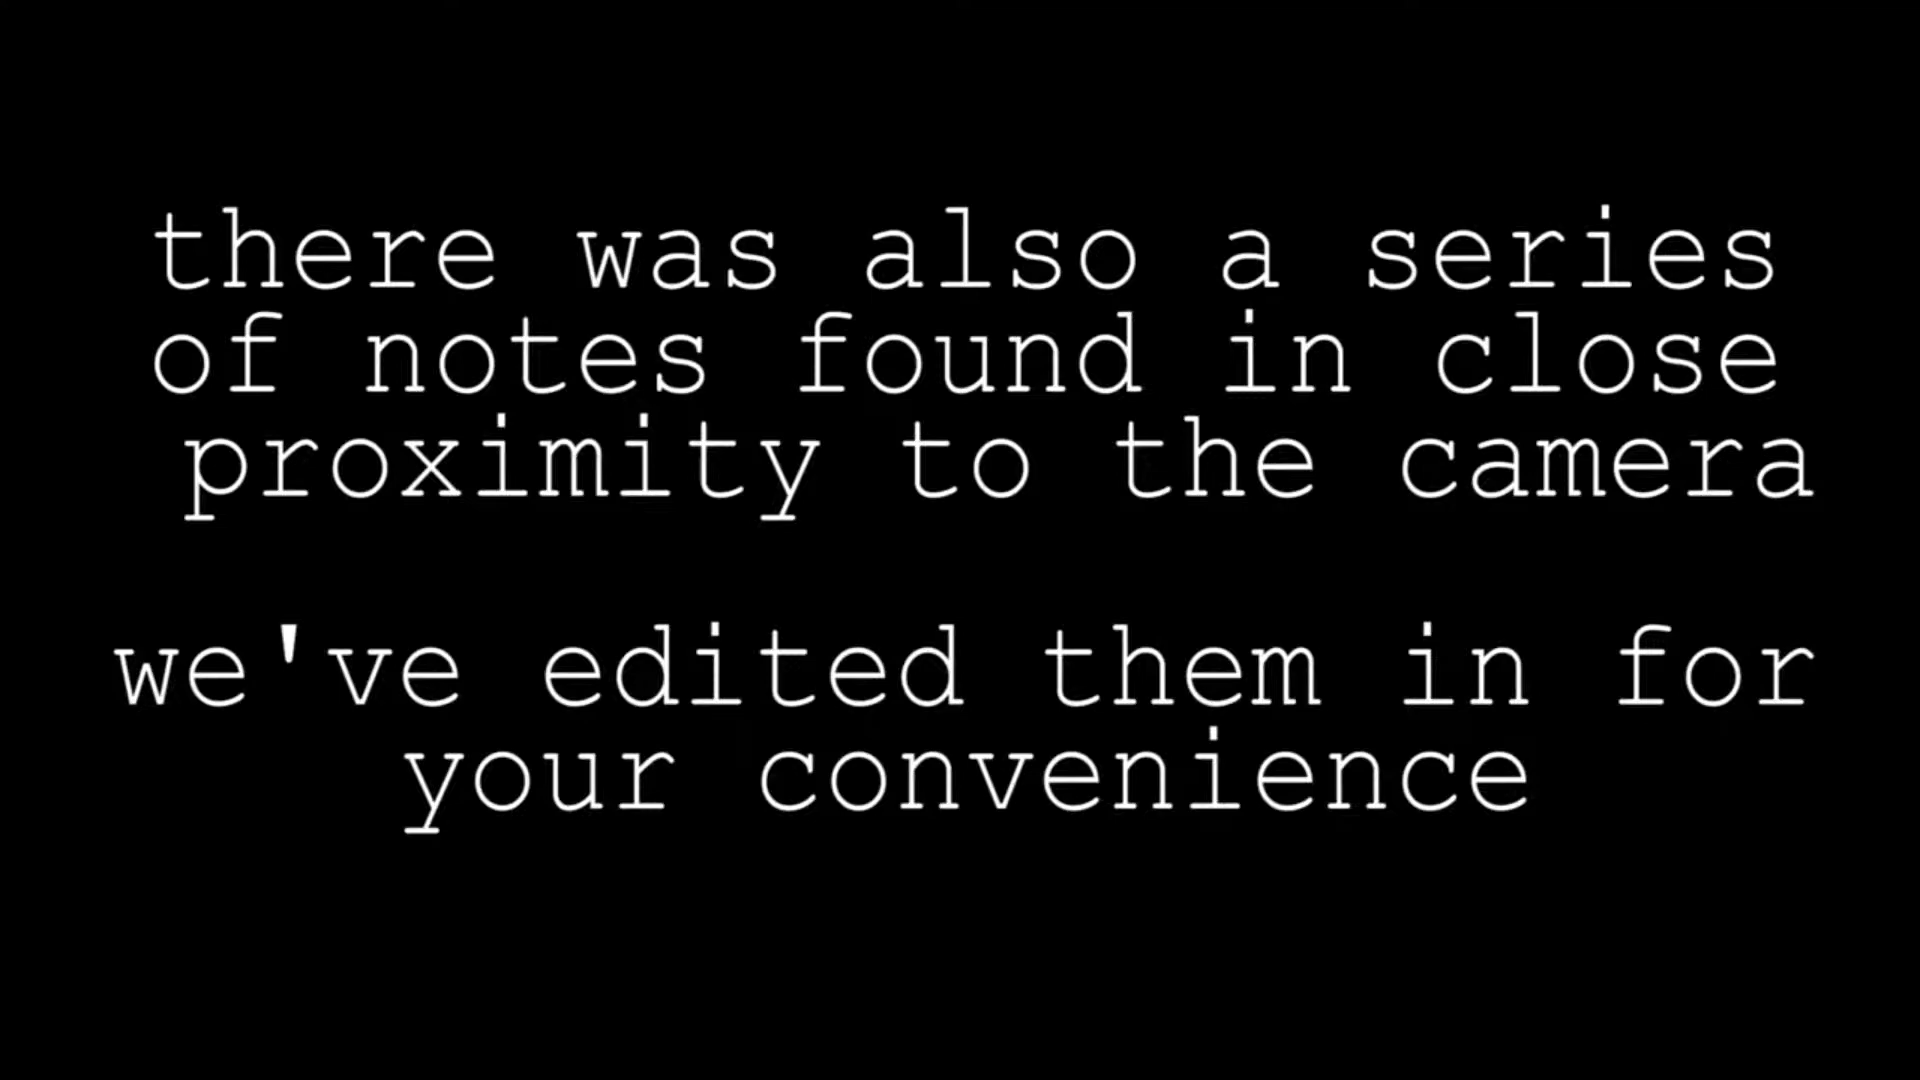 there was also a series
of notes found in close
proximity to the camera
we've edited them in for
your convenience